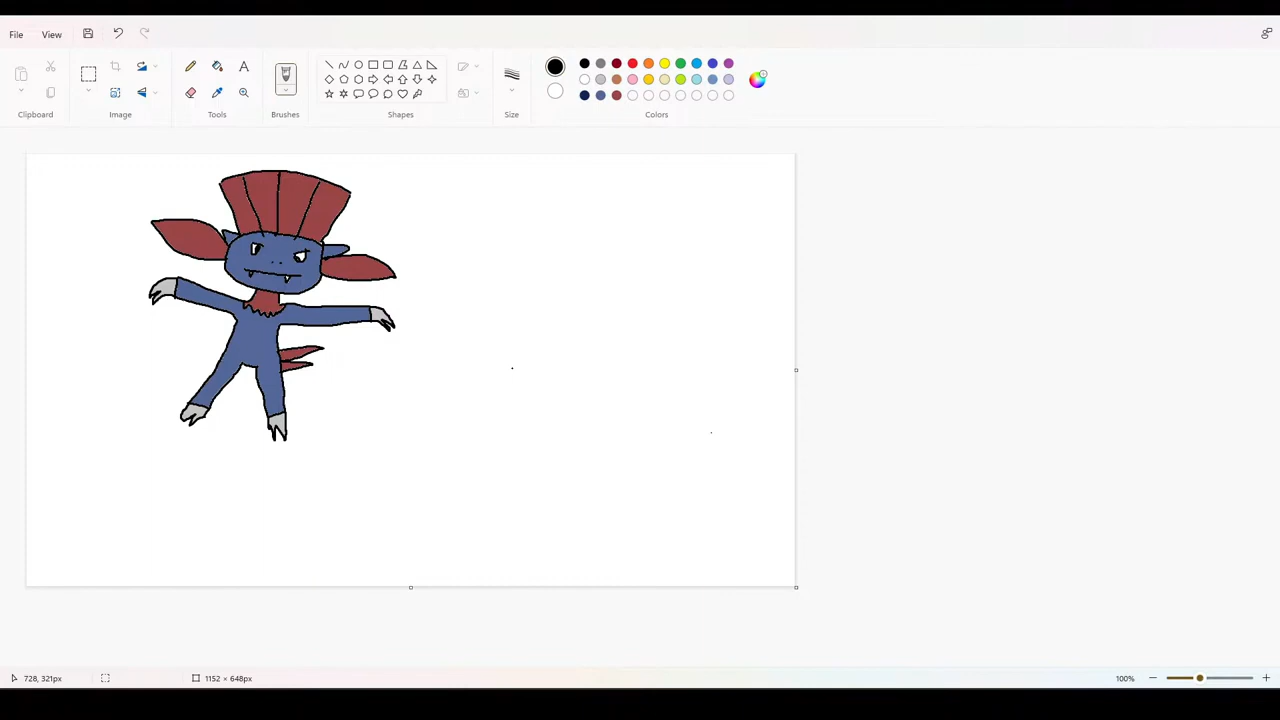 File View
Clipboard Image Tools Brushes Shapes Size Colors
728, 321px 1152 × 648px 100%